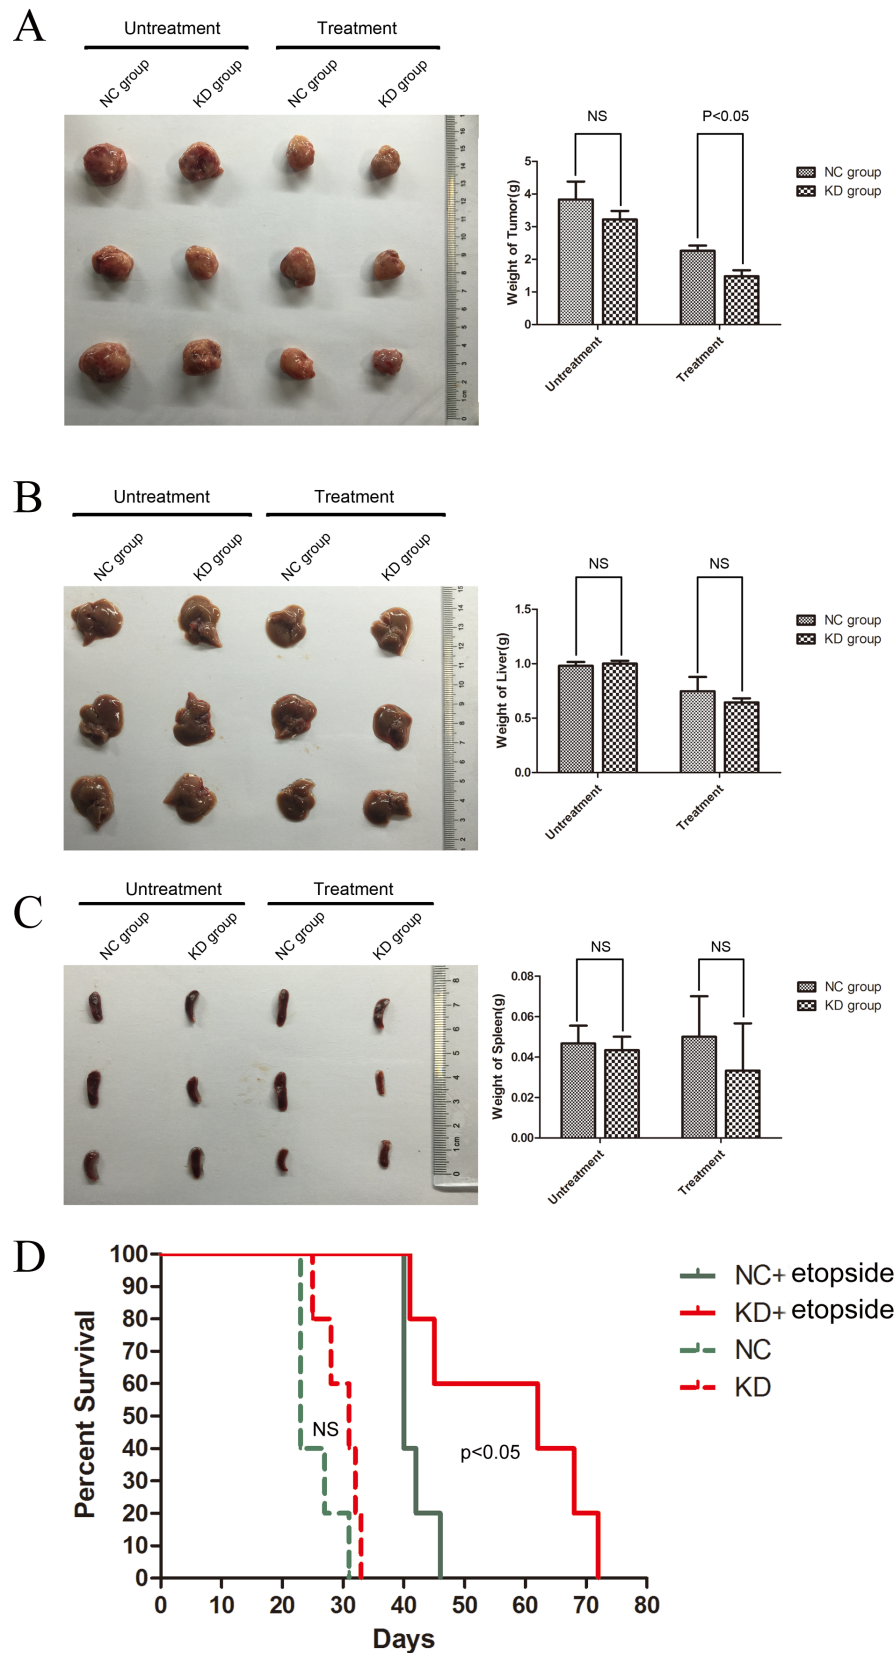 A
Untreatment Treatment
NC group KD group NC group KD group
NS P<0.05
NC group
KD group
Weight of Tumor(g)
5
4
3
2
1
0
Untreatment Treatment
B
Untreatment Treatment
NC group KD group NC group KD group
NS NS
NC group
KD group
Weight of Liver(g)
1.5
1.0
0.5
0.0
Untreatment Treatment
C
Untreatment Treatment
NC group KD group NC group KD group
NS NS
NC group
KD group
Weight of Spleen(g)
0.08
0.06
0.04
0.02
0.00
Untreatment Treatment
D
Percent Survival
100
90
80
70
60
50
40
30
20
10
0
0 10 20 30 40 50 60 70 80
Days
NS
p<0.05
NC+ etopside
KD+ etopside
NC
KD